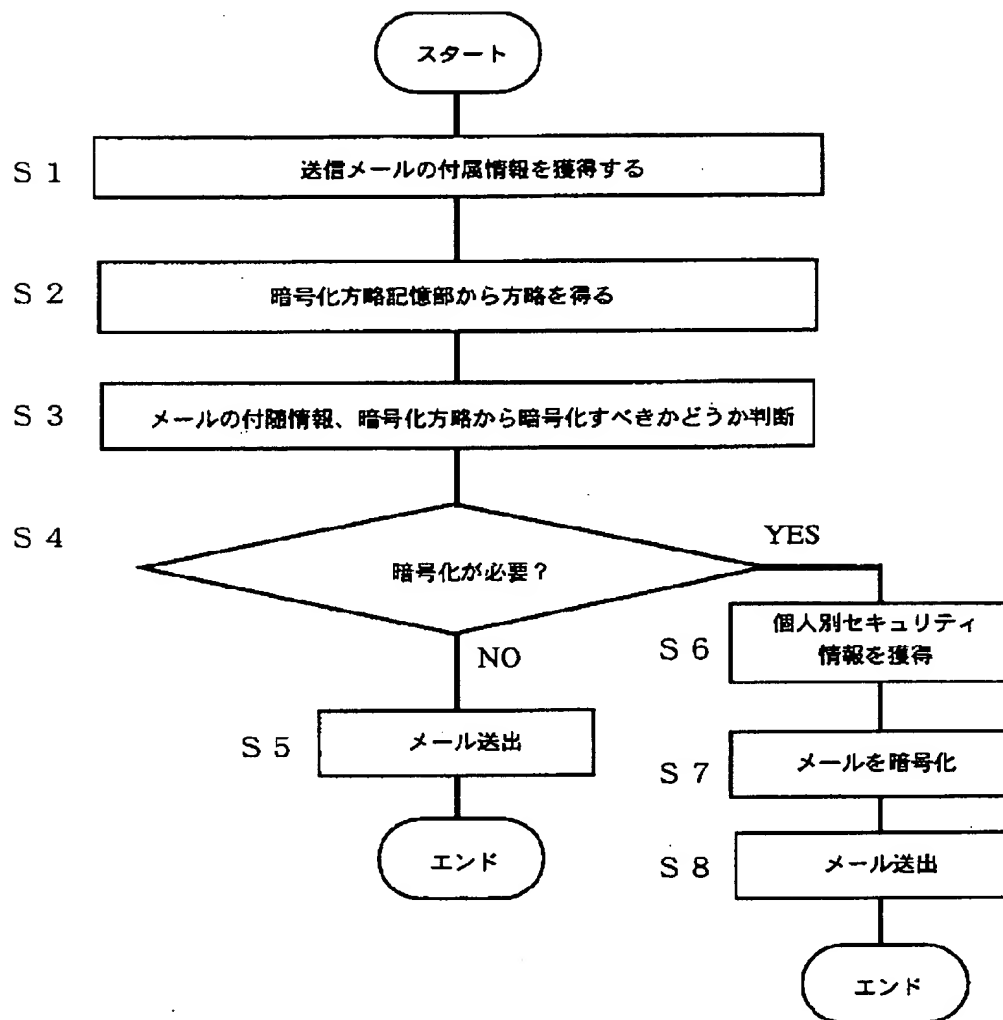 スタート
S 1
送信メールの付属情報を獲得する
S 2
暗号化方略記憶部から方略を得る
S 3
メールの付随情報、暗号化方略から暗号化すべきかどうか判断
S 4
暗号化が必要?
YES
NO
S 6
個人別セキュリティ
情報を獲得
S 5
メール送出
S 7
メールを暗号化
エンド
S 8
メール送出
エンド